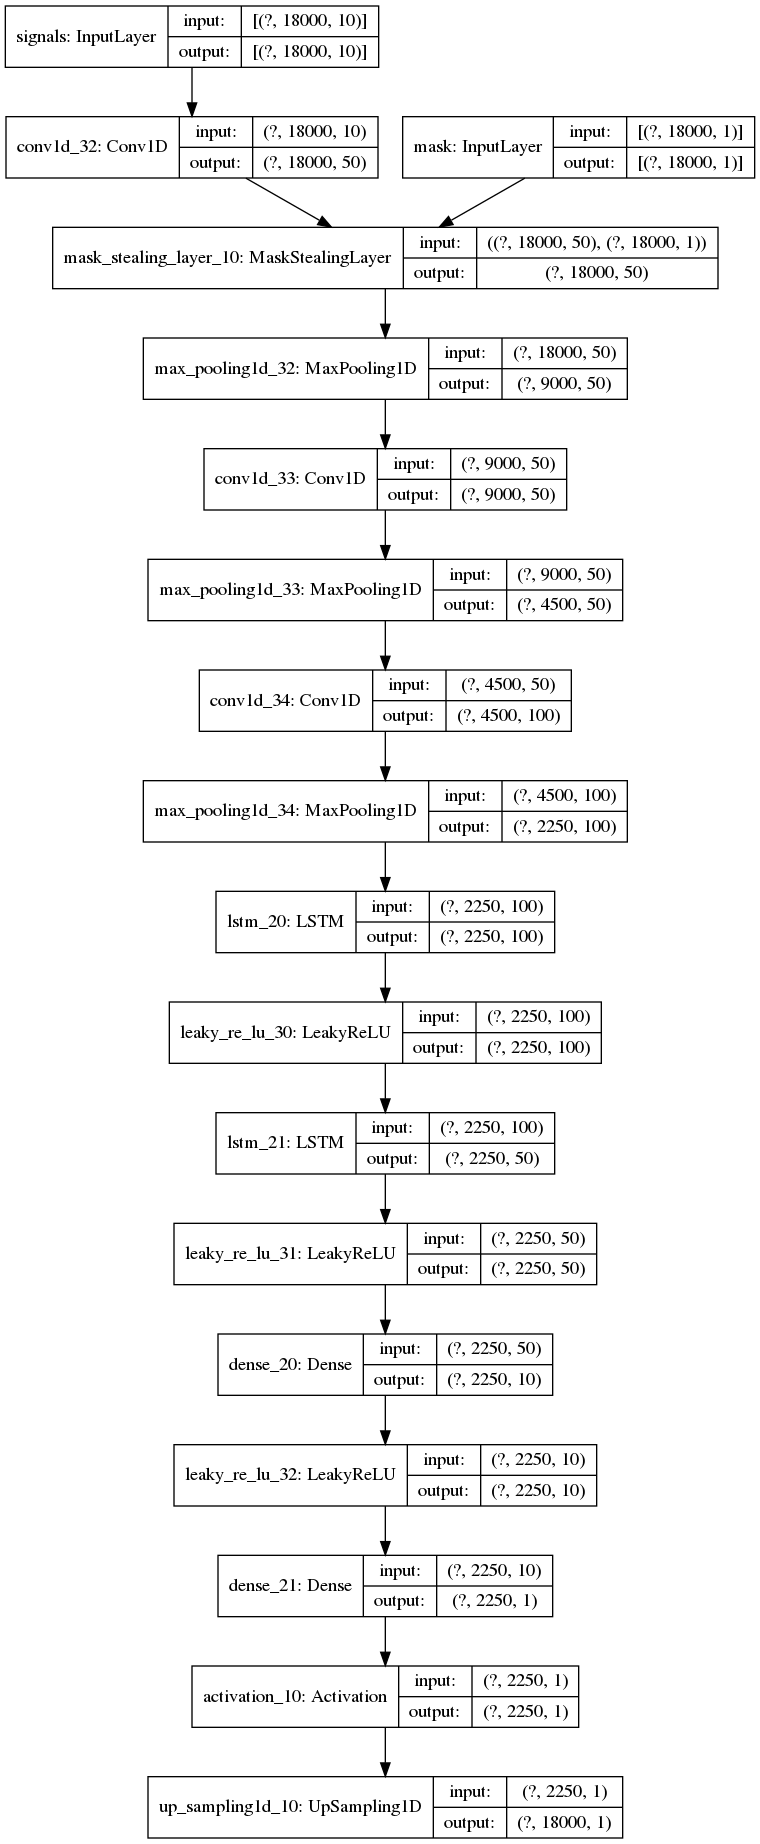 signals: InputLayer
input: [(?, 18000, 10)]
output: [(?, 18000, 10)]
conv1d_32: Conv1D
input: (?, 18000, 10)
output: (?, 18000, 50)
mask: InputLayer
input: [(?, 18000, 1)]
output: [(?, 18000, 1)]
mask_stealing_layer_10: MaskStealingLayer
input: ((?, 18000, 50), (?, 18000, 1))
output: (?, 18000, 50)
max_pooling1d_32: MaxPooling1D
input: (?, 18000, 50)
output: (?, 9000, 50)
conv1d_33: Conv1D
input: (?, 9000, 50)
output: (?, 9000, 50)
max_pooling1d_33: MaxPooling1D
input: (?, 9000, 50)
output: (?, 4500, 50)
conv1d_34: Conv1D
input: (?, 4500, 50)
output: (?, 4500, 100)
max_pooling1d_34: MaxPooling1D
input: (?, 4500, 100)
output: (?, 2250, 100)
lstm_20: LSTM
input: (?, 2250, 100)
output: (?, 2250, 100)
leaky_re_lu_30: LeakyReLU
input: (?, 2250, 100)
output: (?, 2250, 100)
lstm_21: LSTM
input: (?, 2250, 100)
output: (?, 2250, 50)
leaky_re_lu_31: LeakyReLU
input: (?, 2250, 50)
output: (?, 2250, 50)
dense_20: Dense
input: (?, 2250, 50)
output: (?, 2250, 10)
leaky_re_lu_32: LeakyReLU
input: (?, 2250, 10)
output: (?, 2250, 10)
dense_21: Dense
input: (?, 2250, 10)
output: (?, 2250, 1)
activation_10: Activation
input: (?, 2250, 1)
output: (?, 2250, 1)
up_sampling1d_10: UpSampling1D
input: (?, 2250, 1)
output: (?, 18000, 1)